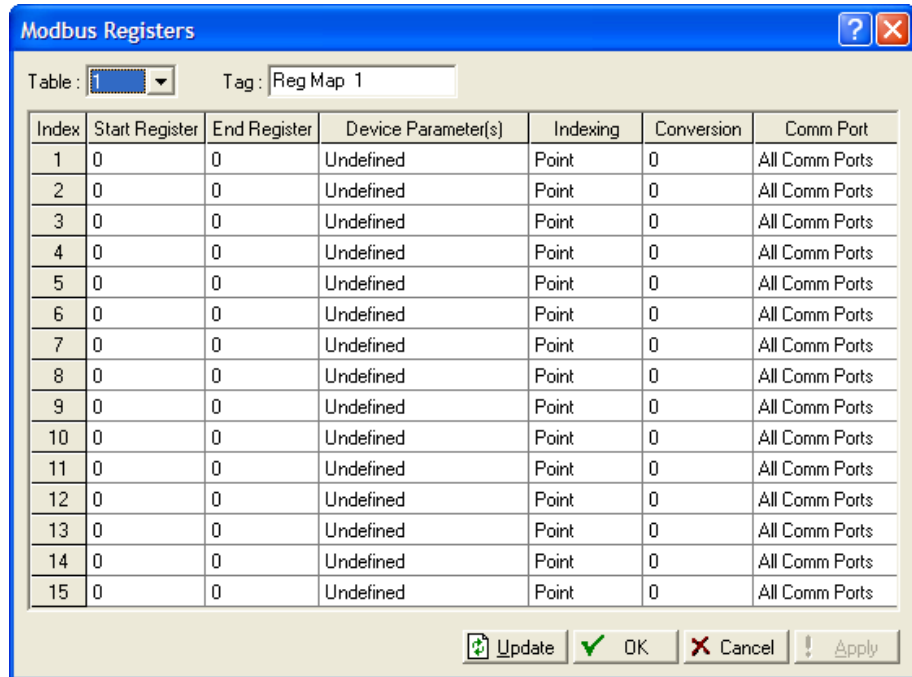 Modbus Registers
Table : 1 Tag : Reg Map 1
Index Start Register End Register Device Parameter(s) Indexing Conversion Comm Port
1 0 0 Undefined Point 0 All Comm Ports
2 0 0 Undefined Point 0 All Comm Ports
3 0 0 Undefined Point 0 All Comm Ports
4 0 0 Undefined Point 0 All Comm Ports
5 0 0 Undefined Point 0 All Comm Ports
6 0 0 Undefined Point 0 All Comm Ports
7 0 0 Undefined Point 0 All Comm Ports
8 0 0 Undefined Point 0 All Comm Ports
9 0 0 Undefined Point 0 All Comm Ports
10 0 0 Undefined Point 0 All Comm Ports
11 0 0 Undefined Point 0 All Comm Ports
12 0 0 Undefined Point 0 All Comm Ports
13 0 0 Undefined Point 0 All Comm Ports
14 0 0 Undefined Point 0 All Comm Ports
15 0 0 Undefined Point 0 All Comm Ports
Update OK Cancel Apply